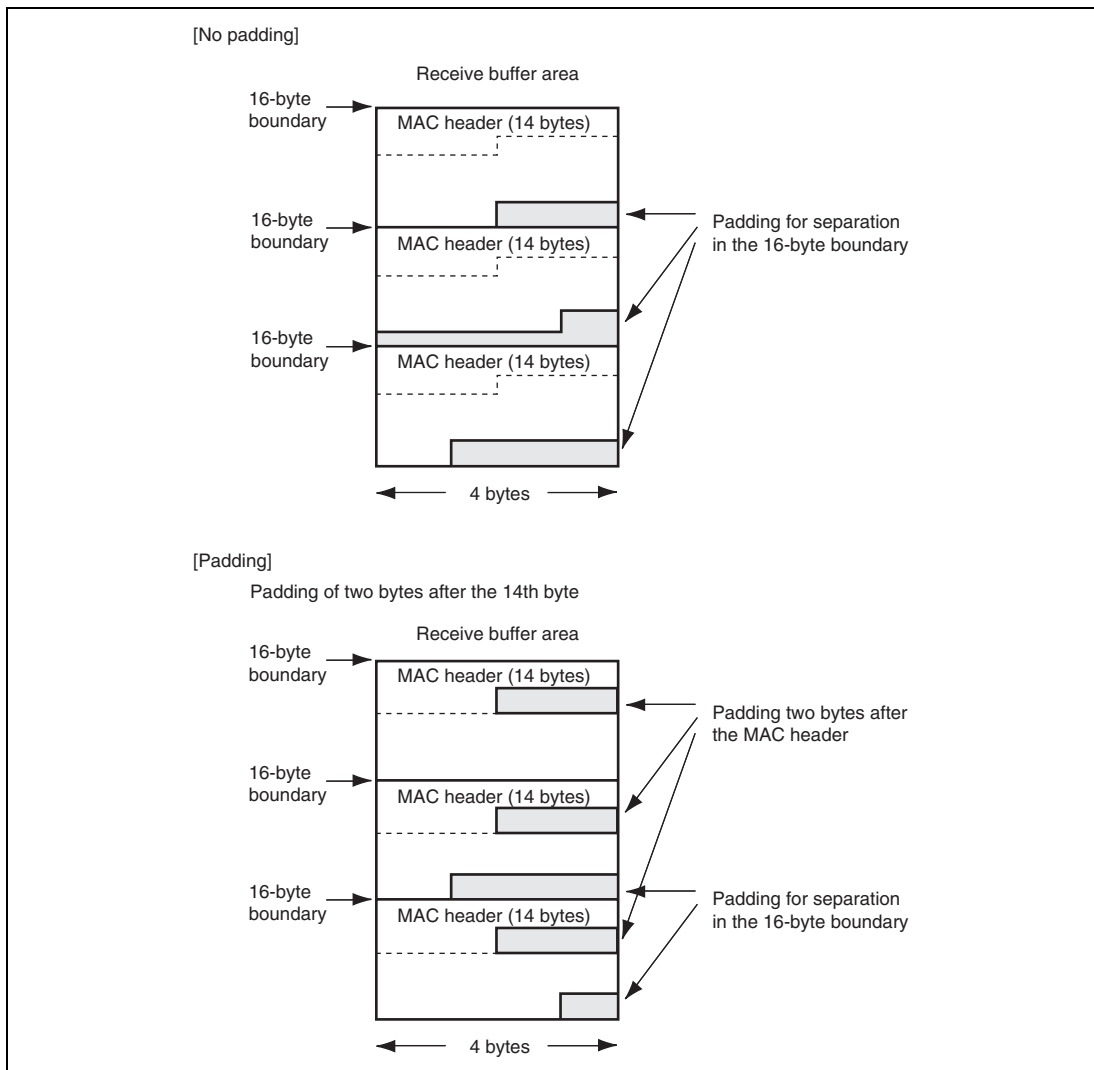 [No padding]
Receive buffer area
16-byte
boundary
MAC header (14 bytes)
16-byte
boundary
MAC header (14 bytes)
Padding for separation
in the 16-byte boundary
16-byte
boundary
MAC header (14 bytes)
4 bytes
[Padding]
Padding of two bytes after the 14th byte
Receive buffer area
16-byte
boundary
MAC header (14 bytes)
Padding two bytes after
the MAC header
16-byte
boundary
MAC header (14 bytes)
16-byte
boundary
MAC header (14 bytes)
Padding for separation
in the 16-byte boundary
4 bytes